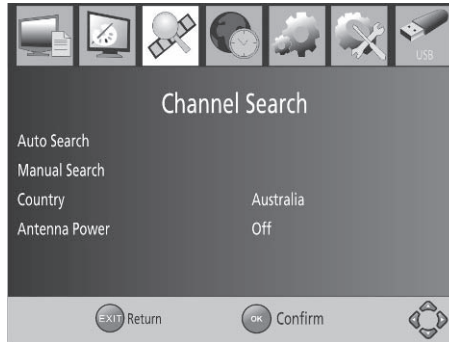 USB
Channel Search
Auto Search
Manual Search
Country Australia
Antenna Power Off
EXIT Return OK Confirm